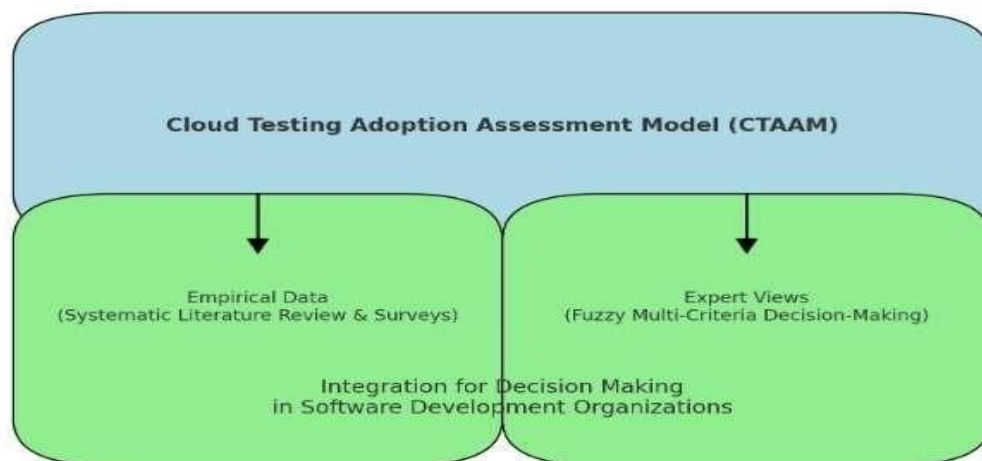 Cloud Testing Adoption Assessment Model (CTAAM)
Empirical Data
(Systematic Literature Review & Surveys)
Expert Views
(Fuzzy Multi-Criteria Decision-Making)
Integration for Decision Making
in Software Development Organizations